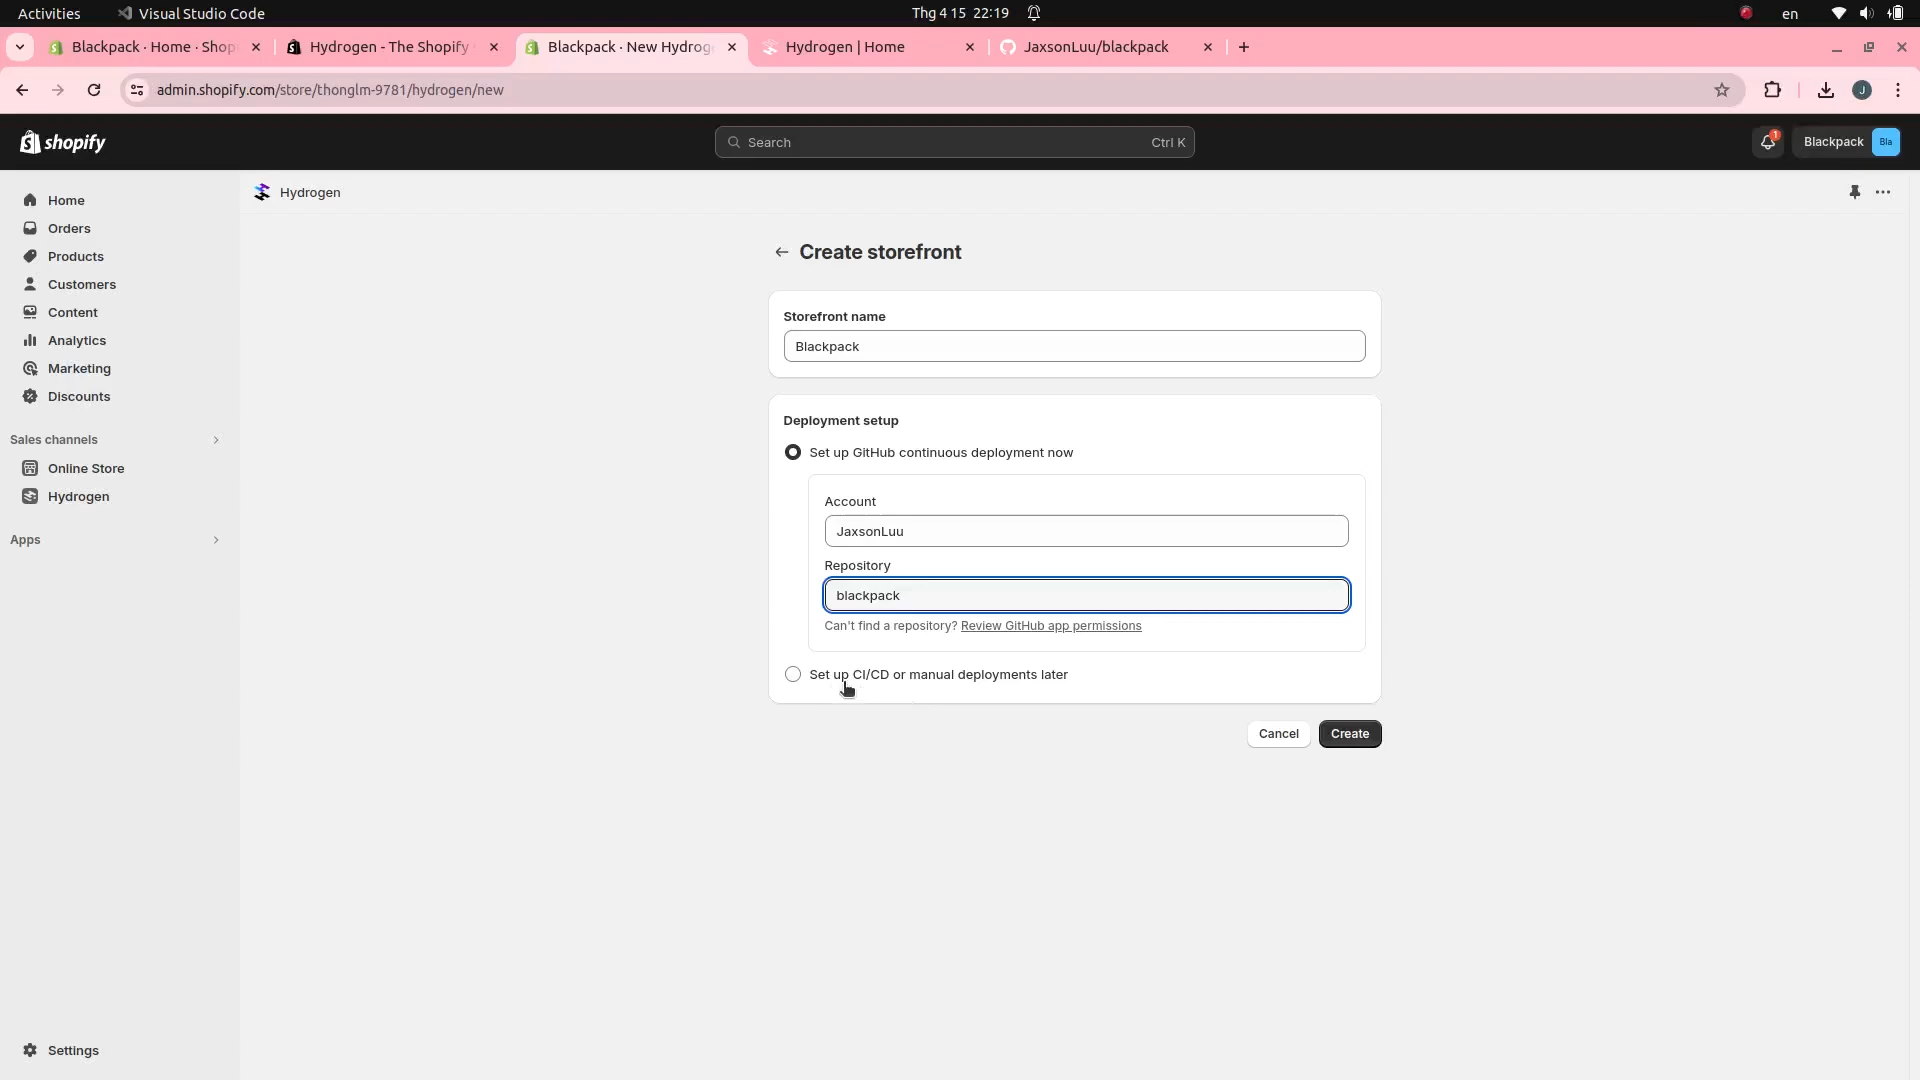 Activities
Visual Studio Code
Thg 4 15 22:19
en
Blackpack · Home · Shop
Hydrogen - The Shopify
Blackpack · New Hydrog
Hydrogen | Home
JaxsonLuu/blackpack
admin.shopify.com/store/thonglm-9781/hydrogen/new
J
shopify
Search
Ctrl K
1
Blackpack
Bla
Home
Orders
Products
Customers
Content
Analytics
Marketing
Discounts
Sales channels
Online Store
Hydrogen
Apps
Settings
Hydrogen
Create storefront
Storefront name
Blackpack
Deployment setup
Set up GitHub continuous deployment now
Account
JaxsonLuu
Repository
blackpack
Can't find a repository? Review GitHub app permissions
Set up CI/CD or manual deployments later
Cancel
Create